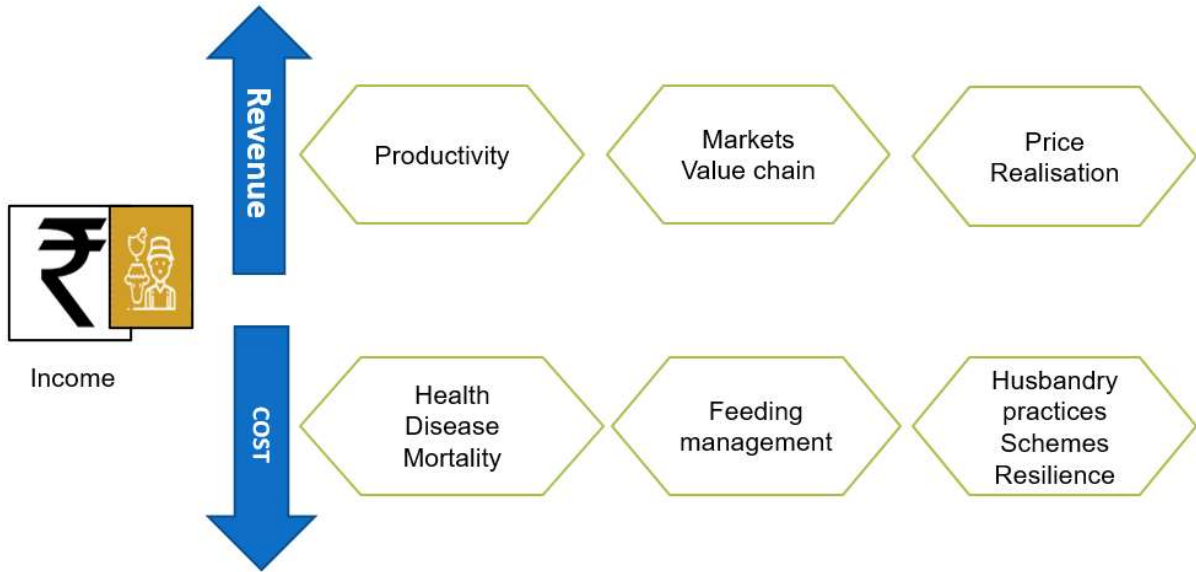 Revenue
Productivity
Markets
Value chain
Price
Realisation
₹
Income
COST
Health
Disease
Mortality
Feeding
management
Husbandry
practices
Schemes
Resilience